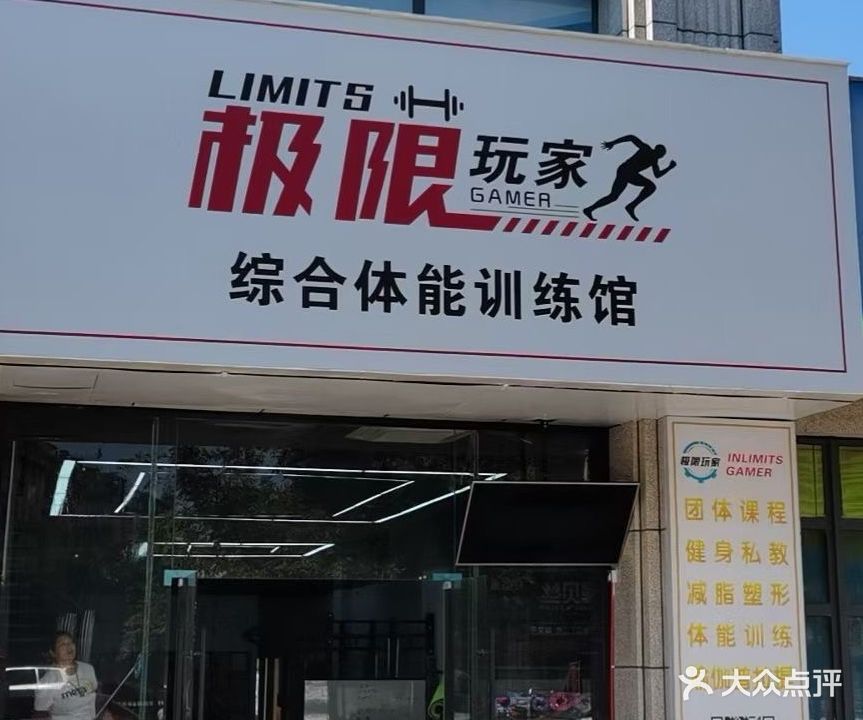 LIMITS
极限玩家
GAMER
综合体能训练馆
极限玩家
INLIMITS
GAMER
团体课程
健身私教
减脂塑形
体能训练
大众点评